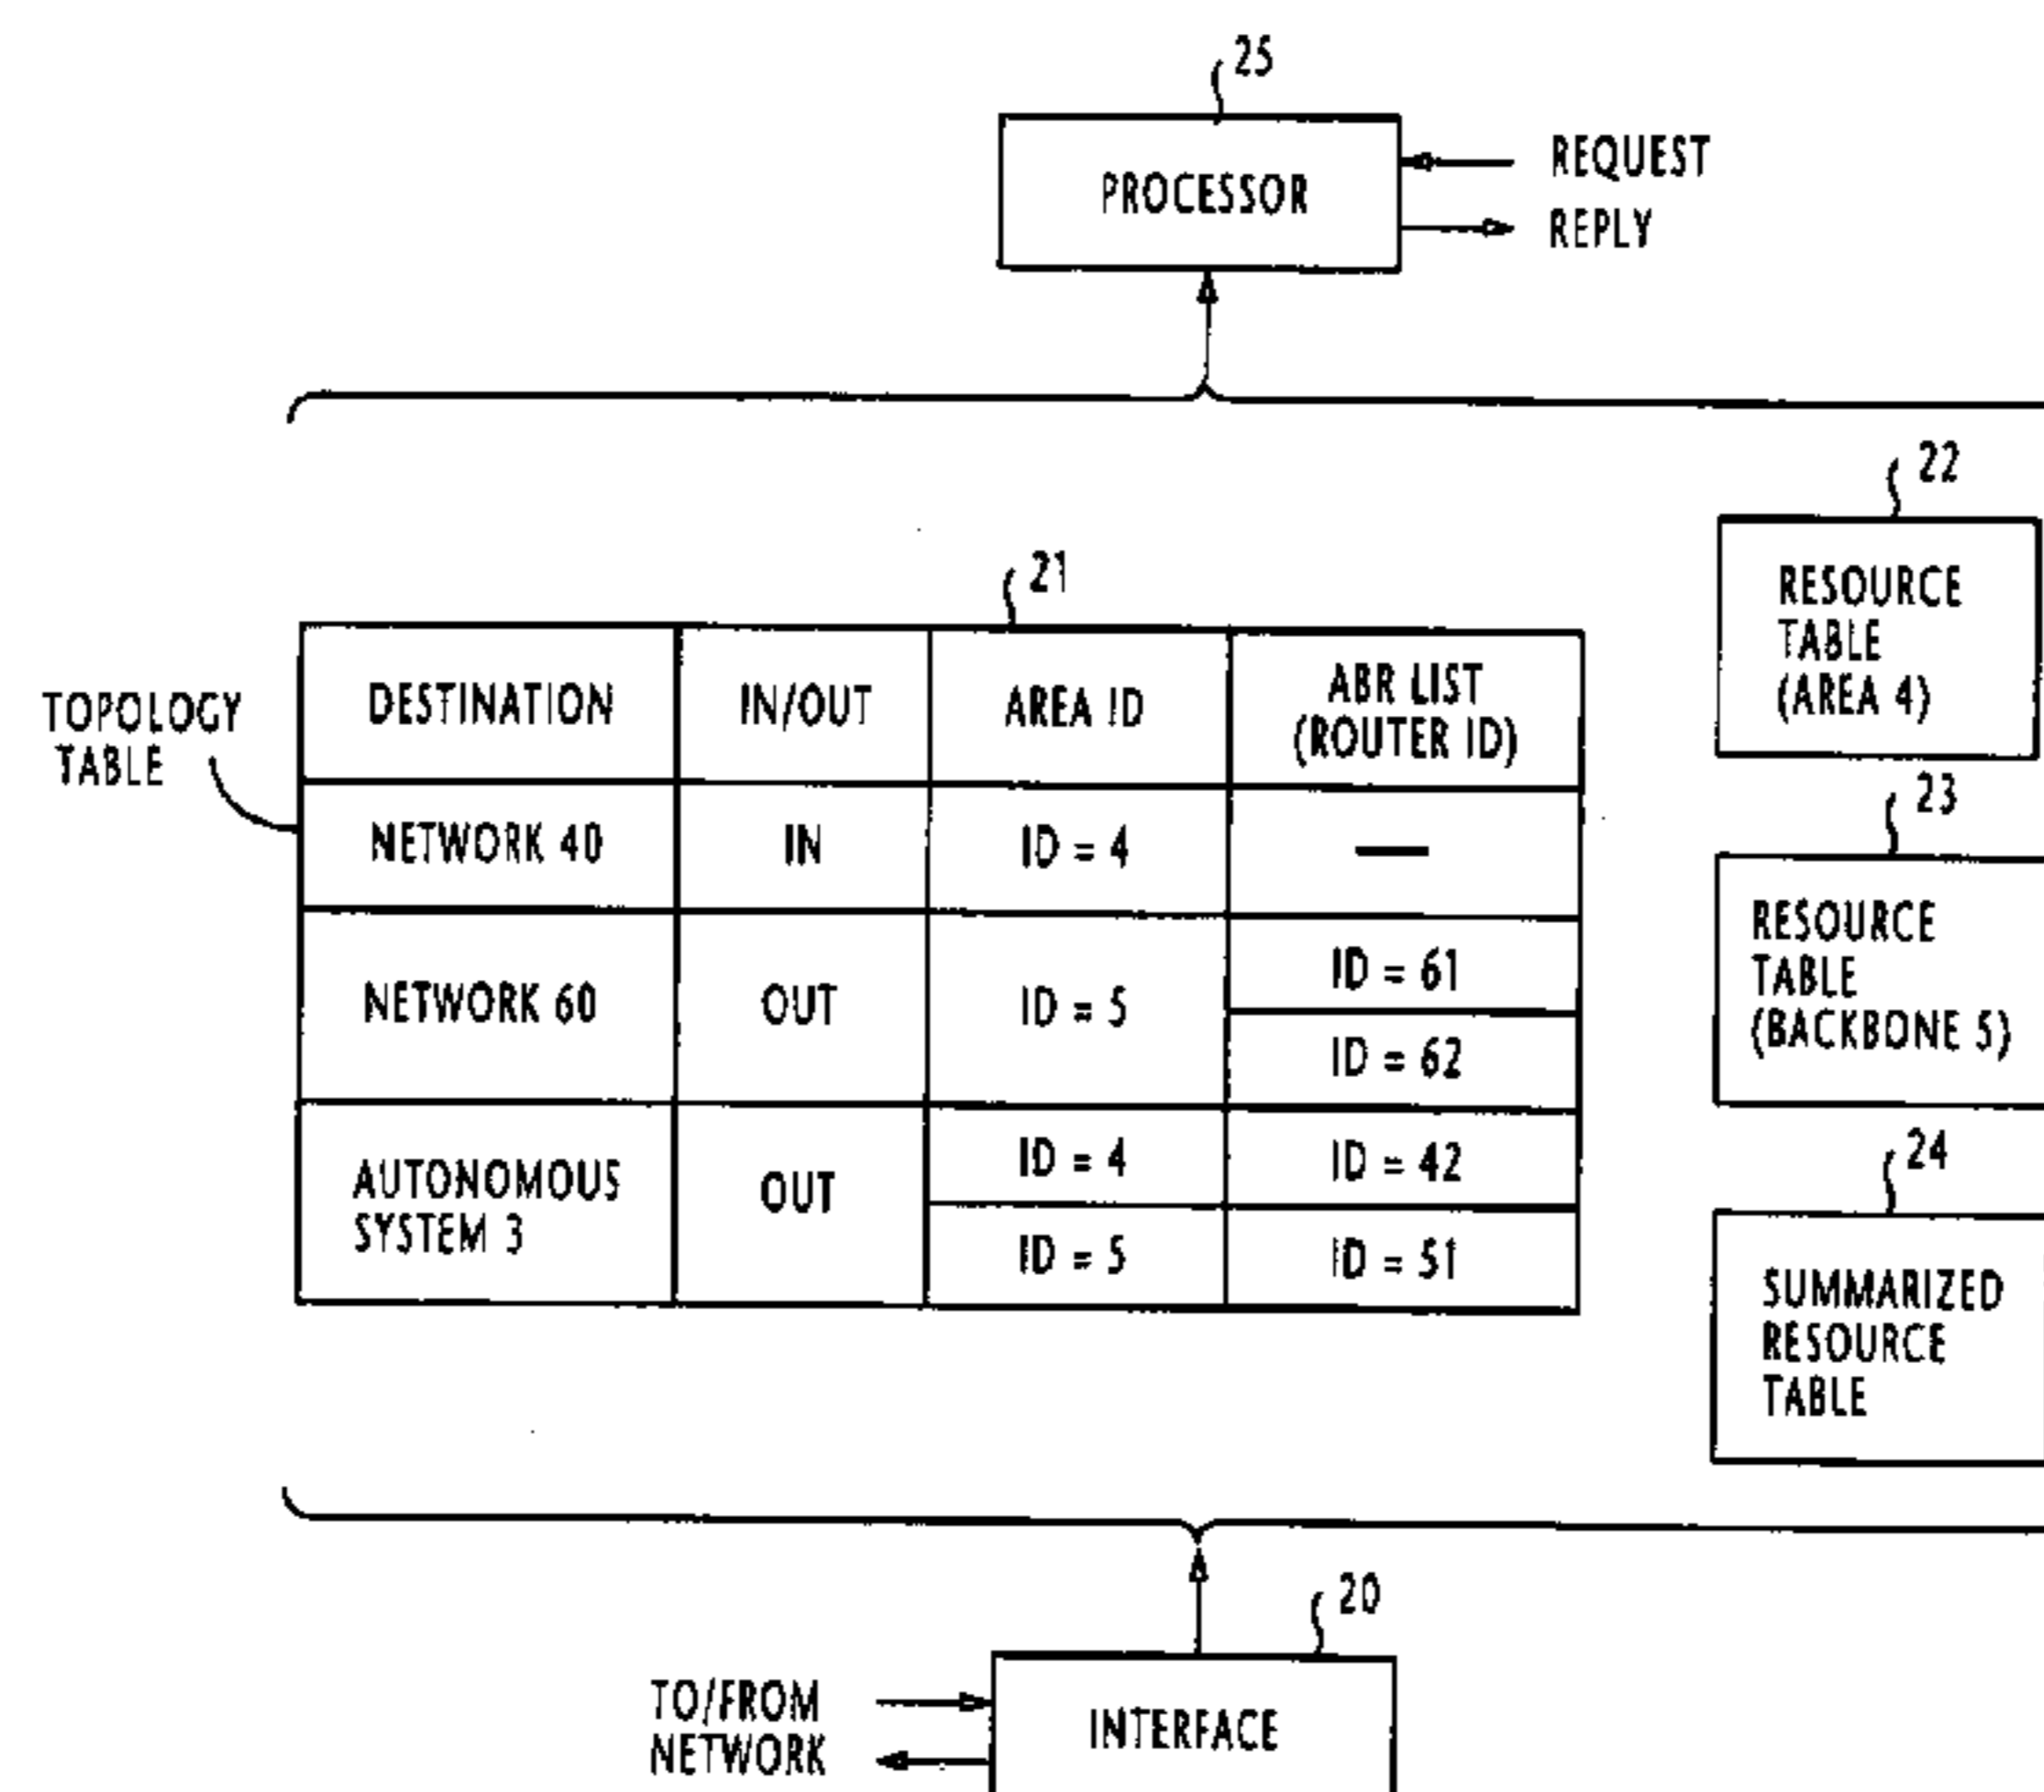 25
PROCESSOR
REQUEST
REPLY
22
RESOURCE
TABLE
(AREA 4)
21
TOPOLOGY
TABLE
DESTINATION
IN/OUT
AREA ID
ABR LIST
(ROUTER ID)
NETWORK 40
IN
ID = 4
—
NETWORK 60
OUT
ID = 5
ID = 61
ID = 62
AUTONOMOUS
SYSTEM 3
OUT
ID = 4
ID = 42
ID = 5
ID = 51
23
RESOURCE
TABLE
(BACKBONE 5)
24
SUMMARIZED
RESOURCE
TABLE
20
TO/FROM
NETWORK
INTERFACE